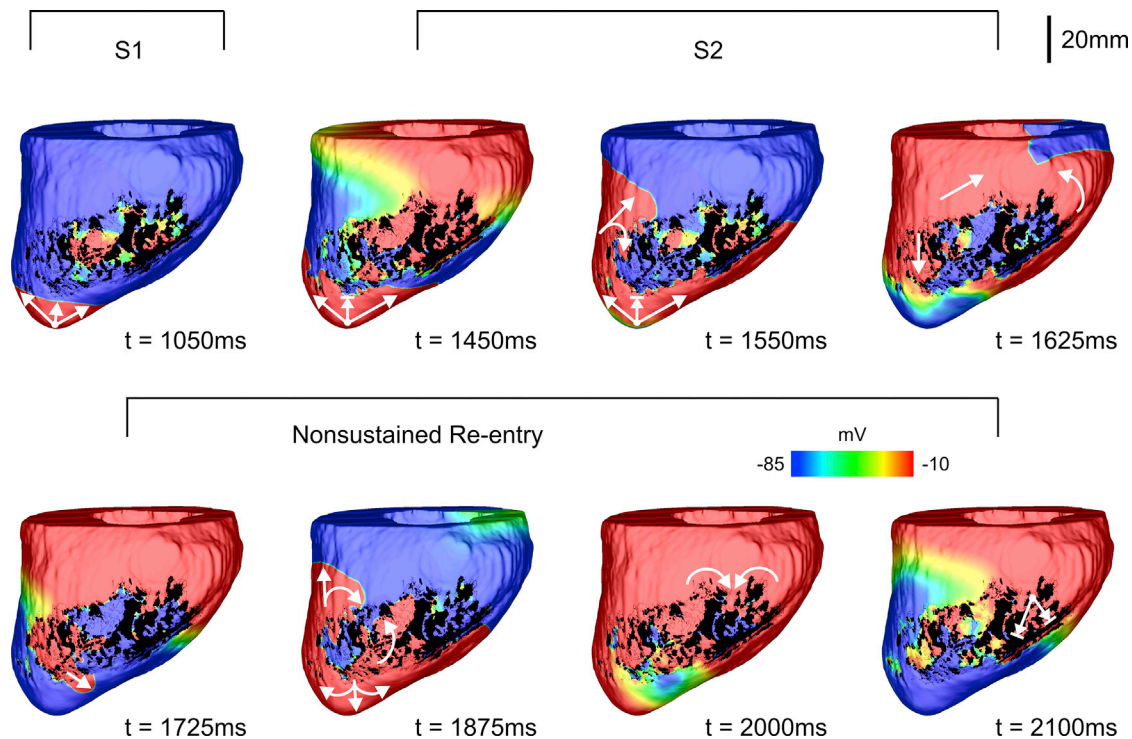 S1
S2
20mm
t = 1050ms
t = 1450ms
t = 1550ms
t = 1625ms
Nonsustained Re-entry
mV
-85
-10
t = 1725ms
t = 1875ms
t = 2000ms
t = 2100ms